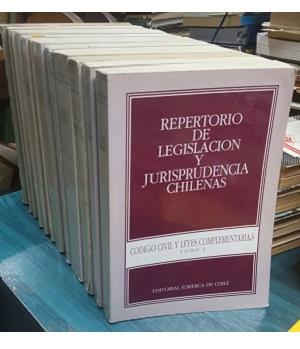 REPERTORIO
DE
LEGISLACION
Y
JURISPRUDENCIA
CHILENAS
CODIGO CIVIL Y LEYES COMPLEMENTARIAS
TOMO I
EDITORIAL JURIDICA DE CHILE